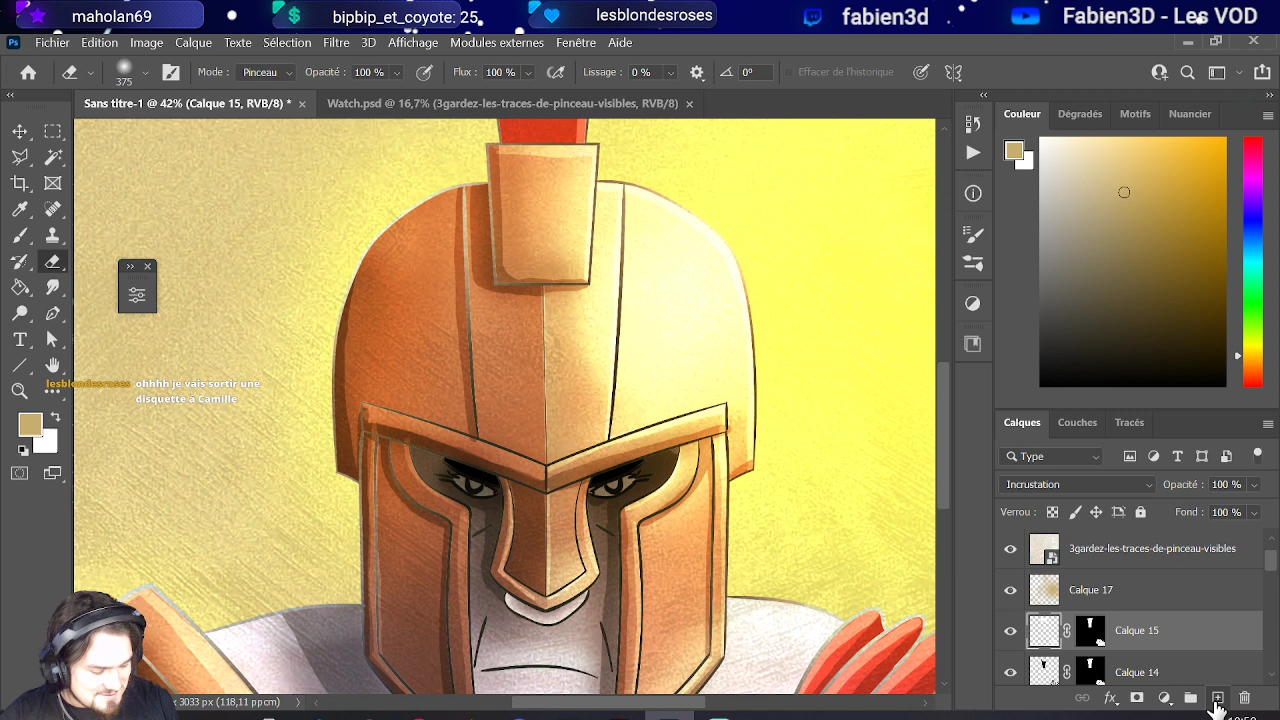 maholan69
bipbip_et_coyote: 25
lesblondesroses
fabien3d
Fabien3D - Les VOD
Ps
Fichier Edition Image Calque Texte Sélection Filtre 3D Affichage Modules externes Fenêtre Aide
375
Mode : Pinceau
Opacité : 100 %
Flux : 100 %
Lissage : 0 %
0°
Effacer de l'historique
Sans titre-1 @ 42% (Calque 15, RVB/8) *
Watch.psd @ 16,7% (3gardez-les-traces-de-pinceau-visibles, RVB/8)
Couleur Dégradés Motifs Nuancier
lesblondesroses ohhhh je vais sortir une
disquette à Camille
Calques Couches Tracés
Type
Incrustation
Opacité : 100 %
Verrou :
Fond : 100 %
3gardez-les-traces-de-pinceau-visibles
Calque 17
Calque 15
Calque 14
3033 px (118,11 ppcm)